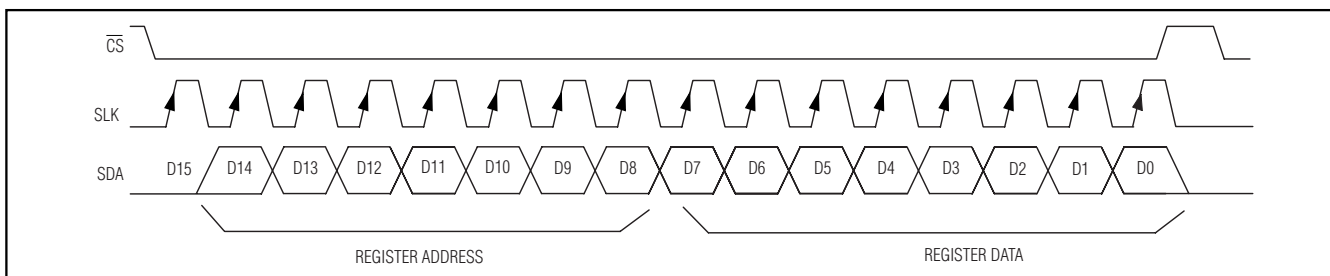 CS
SLK
SDA D15 D14 D13 D12 D11 D10 D9 D8 D7 D6 D5 D4 D3 D2 D1 D0
REGISTER ADDRESS REGISTER DATA